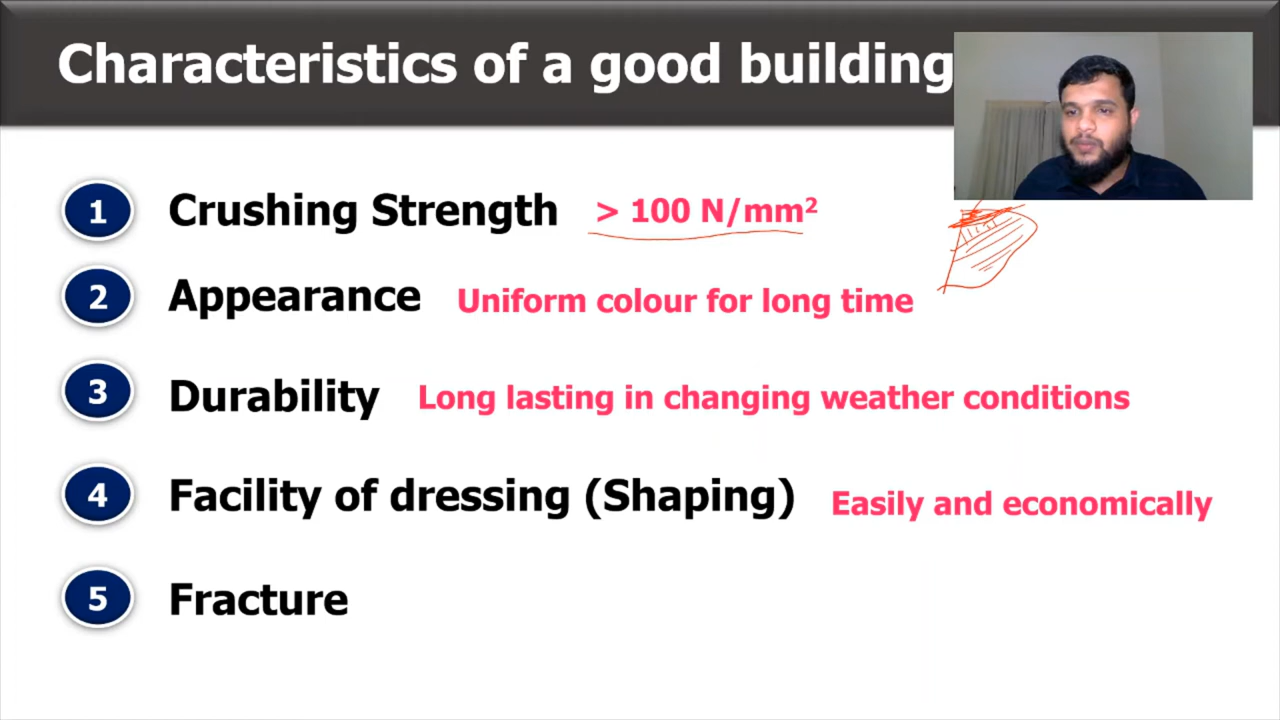 Characteristics of a good building
1 Crushing Strength > 100 N/mm²
2 Appearance Uniform colour for long time
3 Durability Long lasting in changing weather conditions
4 Facility of dressing (Shaping) Easily and economically
5 Fracture